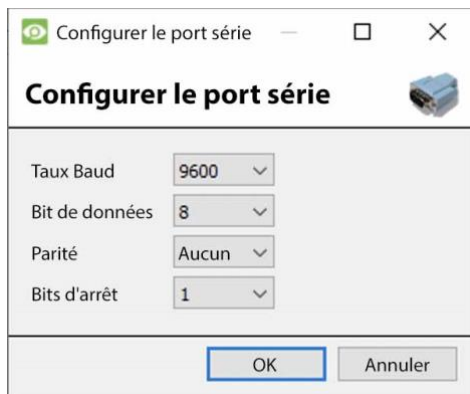 Configurer le port série
Configurer le port série
Taux Baud 9600
Bit de données 8
Parité Aucun
Bits d'arrêt 1
OK Annuler